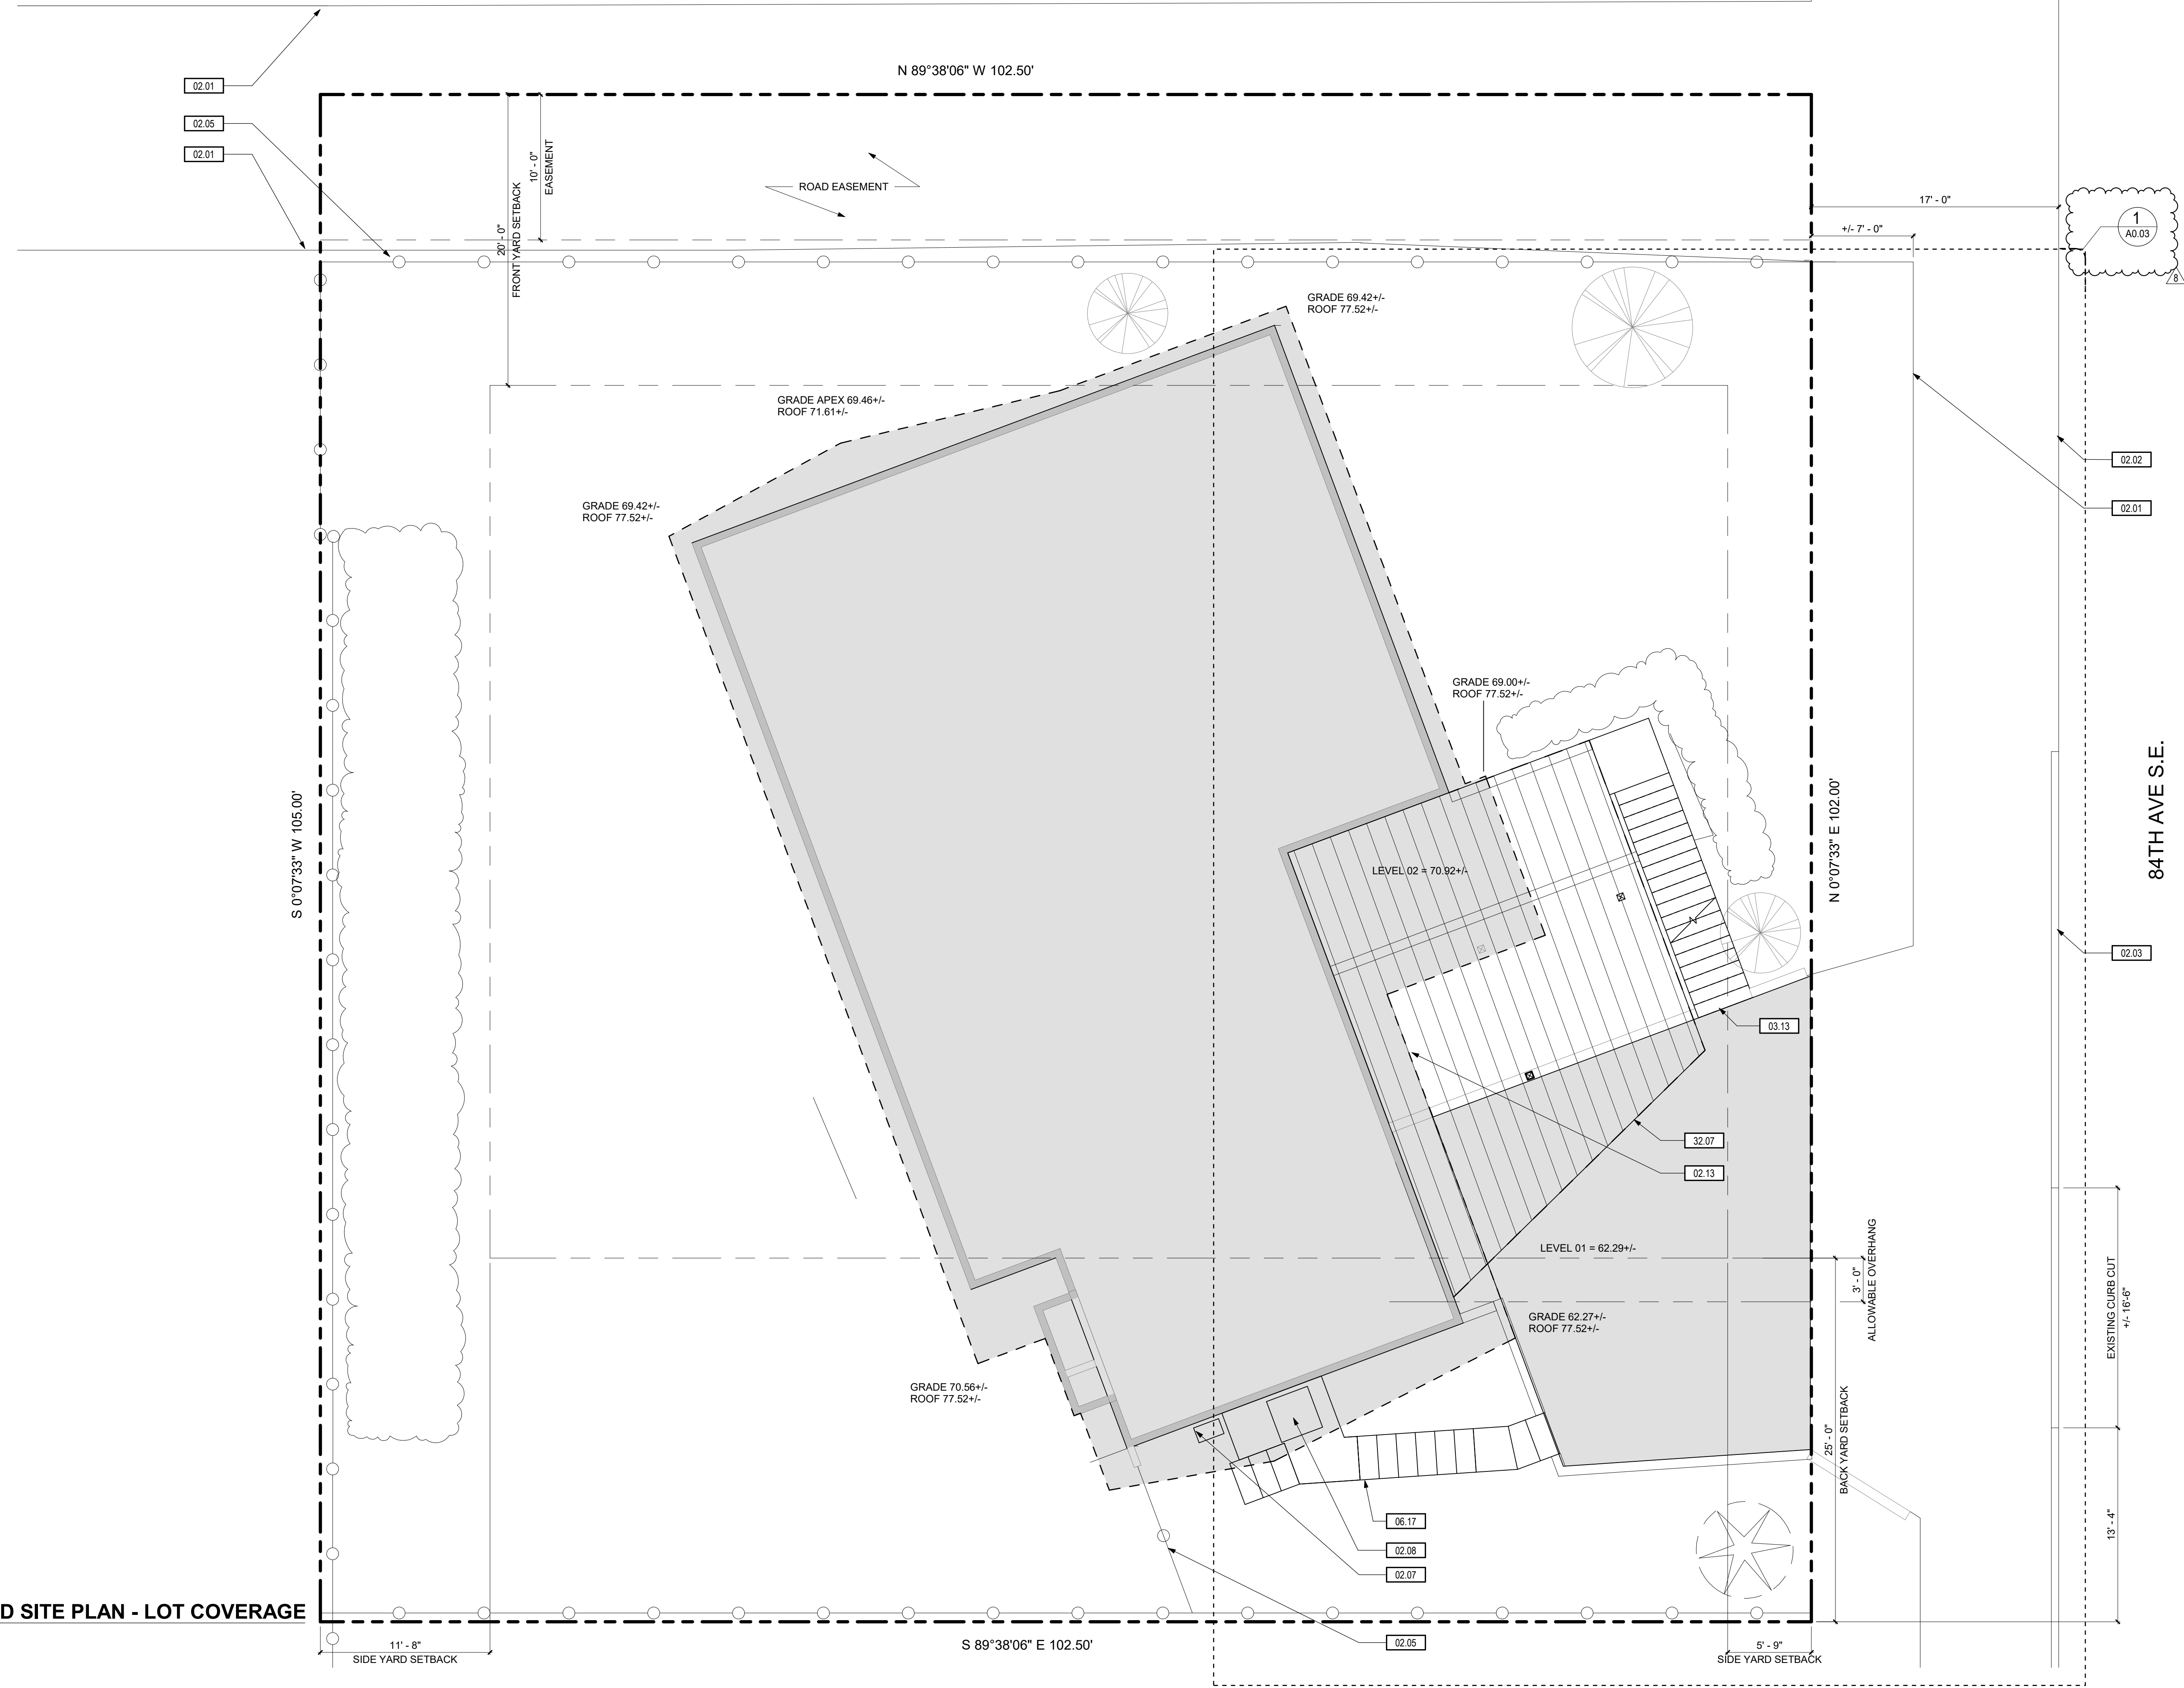 N 89°38'06" W 102.50'
02.01
02.05
02.01
10' - 0"
EASEMENT
20' - 0"
FRONT YARD SETBACK
ROAD EASEMENT
17' - 0"
+/- 7' - 0"
1
A0.03
8
GRADE 69.42+/-
ROOF 77.52+/-
GRADE APEX 69.46+/-
ROOF 71.61+/-
GRADE 69.42+/-
ROOF 77.52+/-
02.02
02.01
GRADE 69.00+/-
ROOF 77.52+/-
S 0°07'33" W 105.00'
N 0°07'33" E 102.00'
84TH AVE S.E.
LEVEL 02 = 70.92+/-
02.03
03.13
32.07
02.13
LEVEL 01 = 62.29+/-
3' - 0"
ALLOWABLE OVERHANG
EXISTING CURB CUT
+/- 16'-6"
GRADE 62.27+/-
ROOF 77.52+/-
GRADE 70.56+/-
ROOF 77.52+/-
25' - 0"
BACK YARD SETBACK
13' - 4"
06.17
02.08
02.07
D SITE PLAN - LOT COVERAGE
11' - 8"
SIDE YARD SETBACK
S 89°38'06" E 102.50'
02.05
5' - 9"
SIDE YARD SETBACK